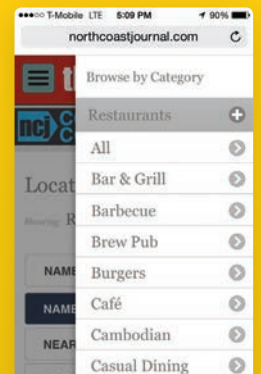 T-Mobile LTE 5:09 PM 90%
northcoastjournal.com
Browse by Category
Restaurants
All
Bar & Grill
Barbecue
Brew Pub
Burgers
Café
Cambodian
Casual Dining
ncj
Locat
R
NAME
NAME
NEAR